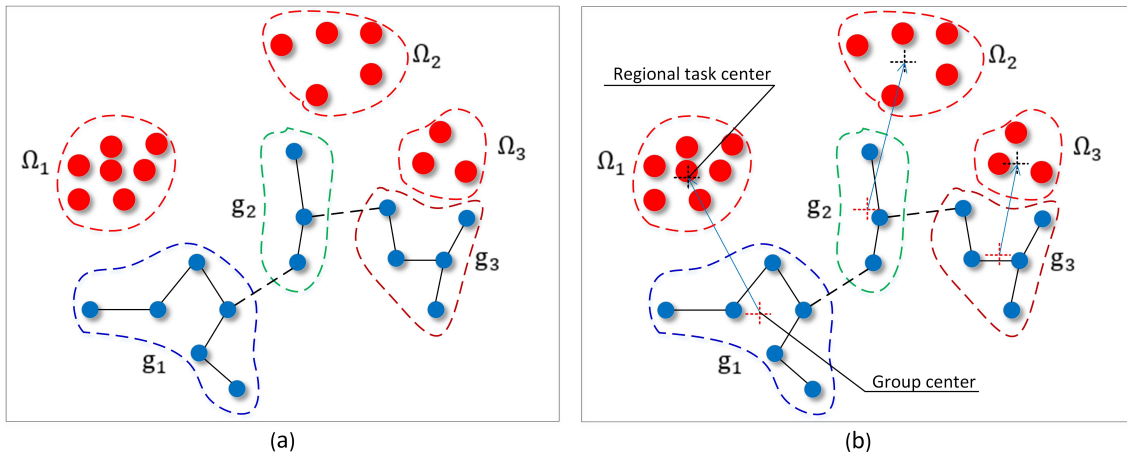 Ω₂
Ω₁
Ω₃
g₂
g₃
g₁
(a)
Ω₂
Regional task center
Ω₁
Ω₃
g₂
g₃
g₁
Group center
(b)